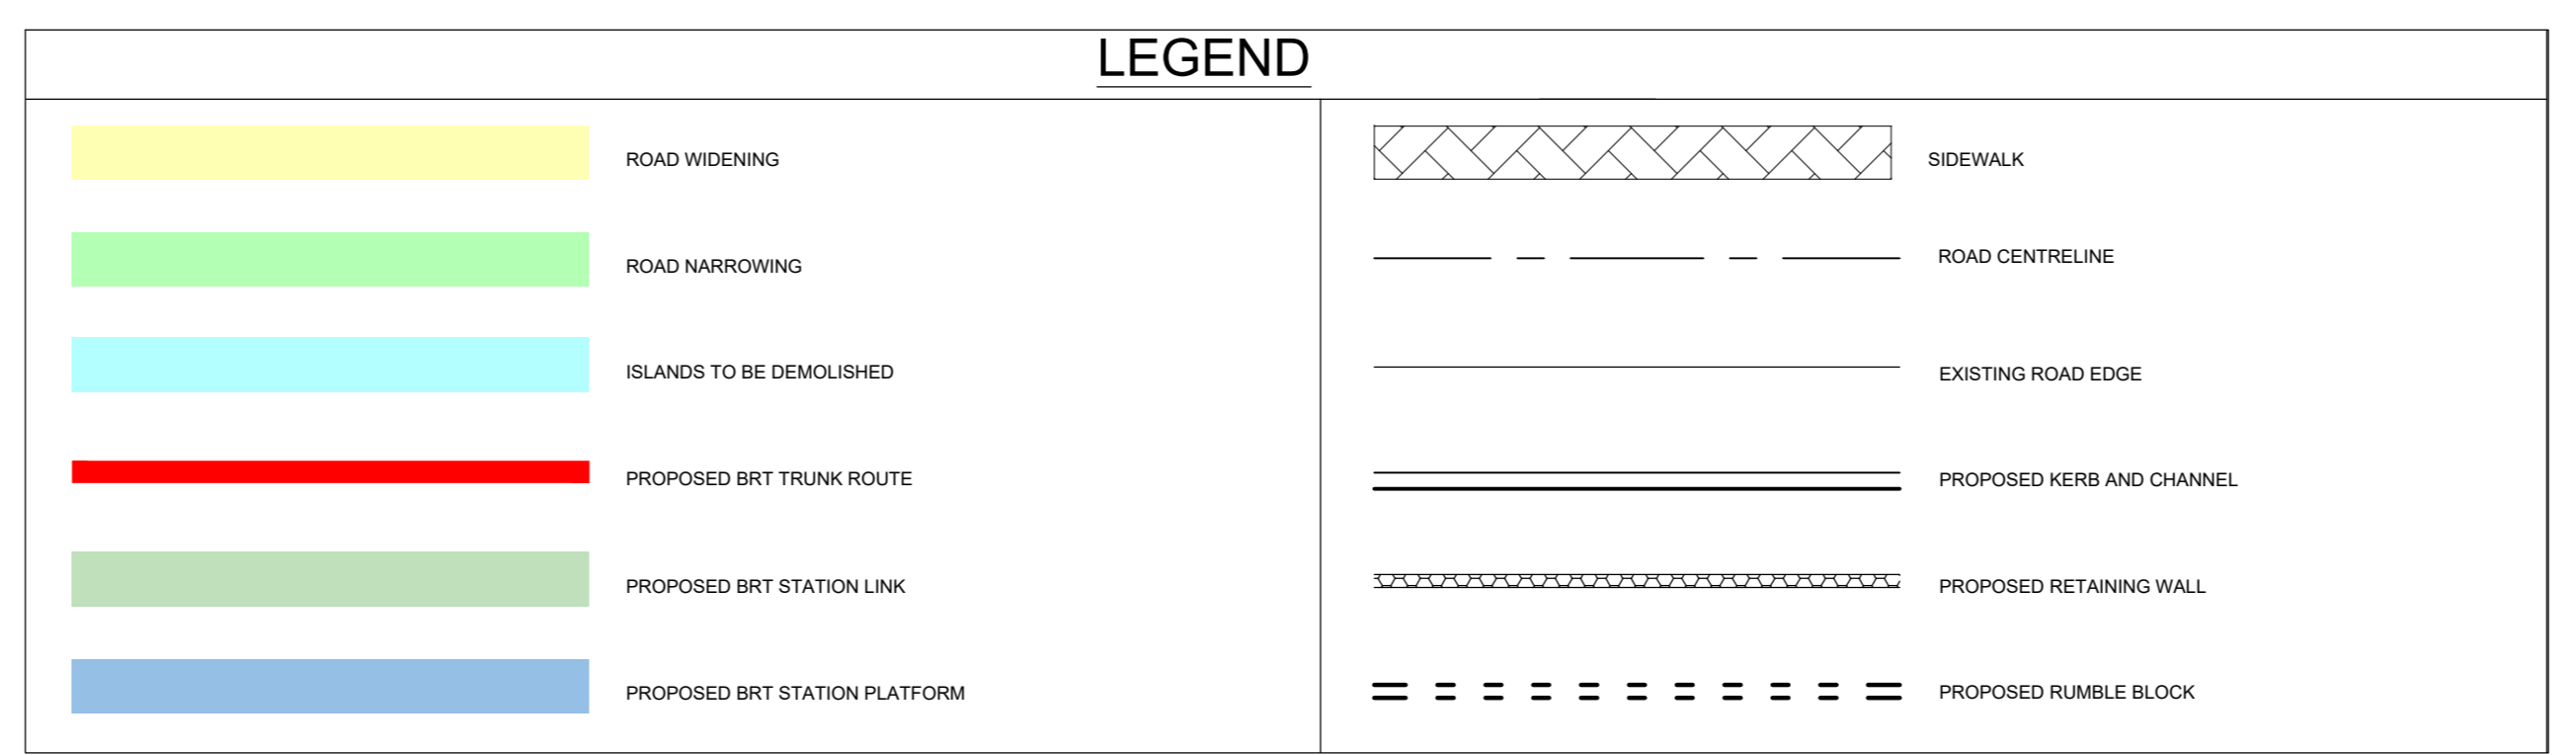 LEGEND
ROAD WIDENING
ROAD NARROWING
ISLANDS TO BE DEMOLISHED
PROPOSED BRT TRUNK ROUTE
PROPOSED BRT STATION LINK
PROPOSED BRT STATION PLATFORM
SIDEWALK
ROAD CENTRELINE
EXISTING ROAD EDGE
PROPOSED KERB AND CHANNEL
PROPOSED RETAINING WALL
PROPOSED RUMBLE BLOCK